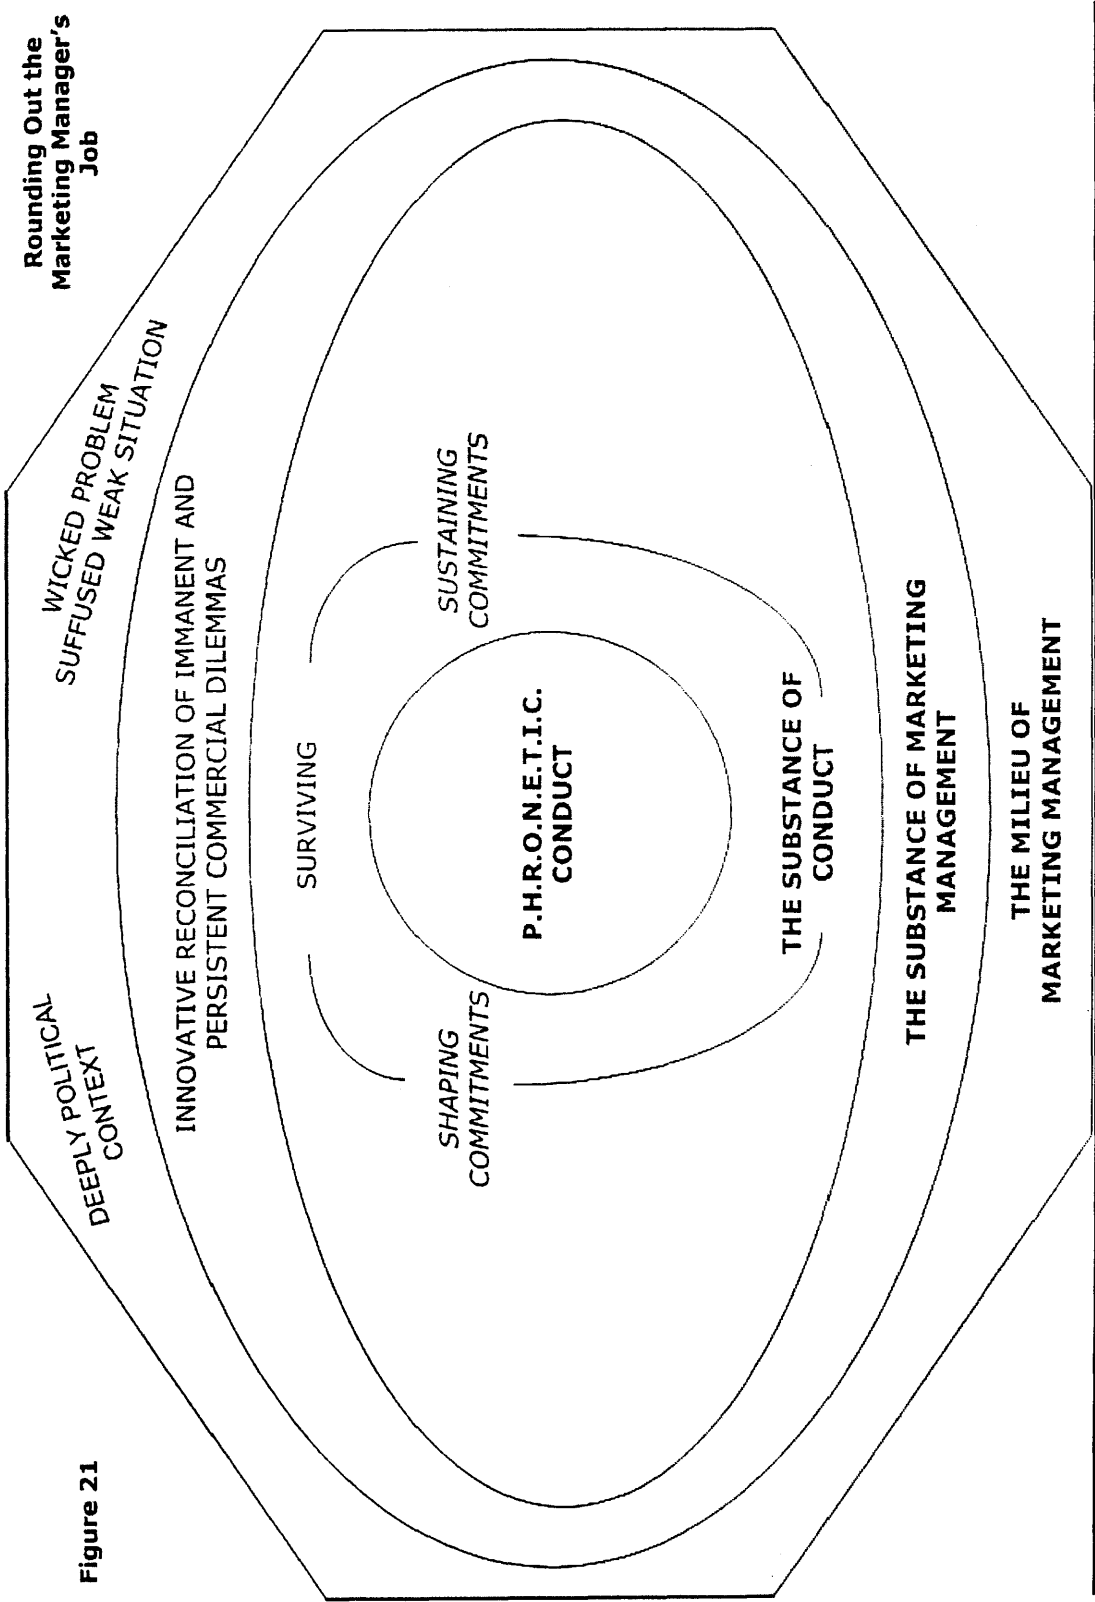 Figure 21
Rounding Out the
Marketing Manager's
Job
DEEPLY POLITICAL
CONTEXT
WICKED PROBLEM
SUFFUSED WEAK SITUATION
INNOVATIVE RECONCILIATION OF IMMANENT AND
PERSISTENT COMMERCIAL DILEMMAS
SURVIVING
SHAPING
COMMITMENTS
SUSTAINING
COMMITMENTS
P.H.R.O.N.E.T.I.C.
CONDUCT
THE SUBSTANCE OF
CONDUCT
THE SUBSTANCE OF MARKETING
MANAGEMENT
THE MILIEU OF
MARKETING MANAGEMENT